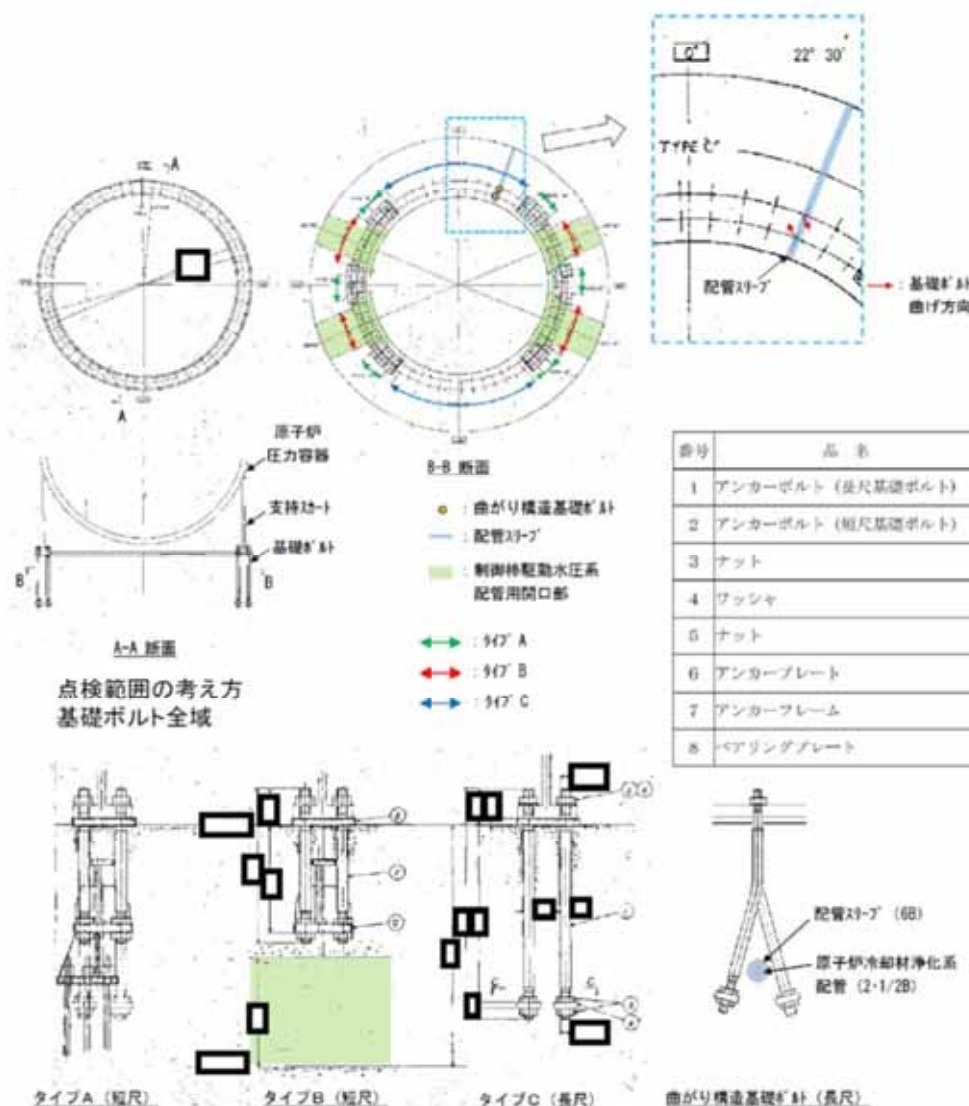 0°
22° 30′
TYPE C
配管スリーブ
: 基礎ボルト
曲げ方向
A
A
原子炉
圧力容器
支持スカート
基礎ボルト
B
B
A-A 断面
B-B 断面
: 曲がり構造基礎ボルト
: 配管スリーブ
: 制御棒駆動水圧系
配管用開口部
: タイプ A
: タイプ B
: タイプ C
点検範囲の考え方
基礎ボルト全域
番号 品 名
1 アンカーボルト (長尺基礎ボルト)
2 アンカーボルト (短尺基礎ボルト)
3 ナット
4 ワッシャ
5 ナット
6 アンカープレート
7 アンカーフレーム
8 ベアリングプレート
配管スリーブ (6B)
原子炉冷却材浄化系
配管 (2・1/2B)
タイプA (短尺)
タイプB (短尺)
タイプC (長尺)
曲がり構造基礎ボルト (長尺)